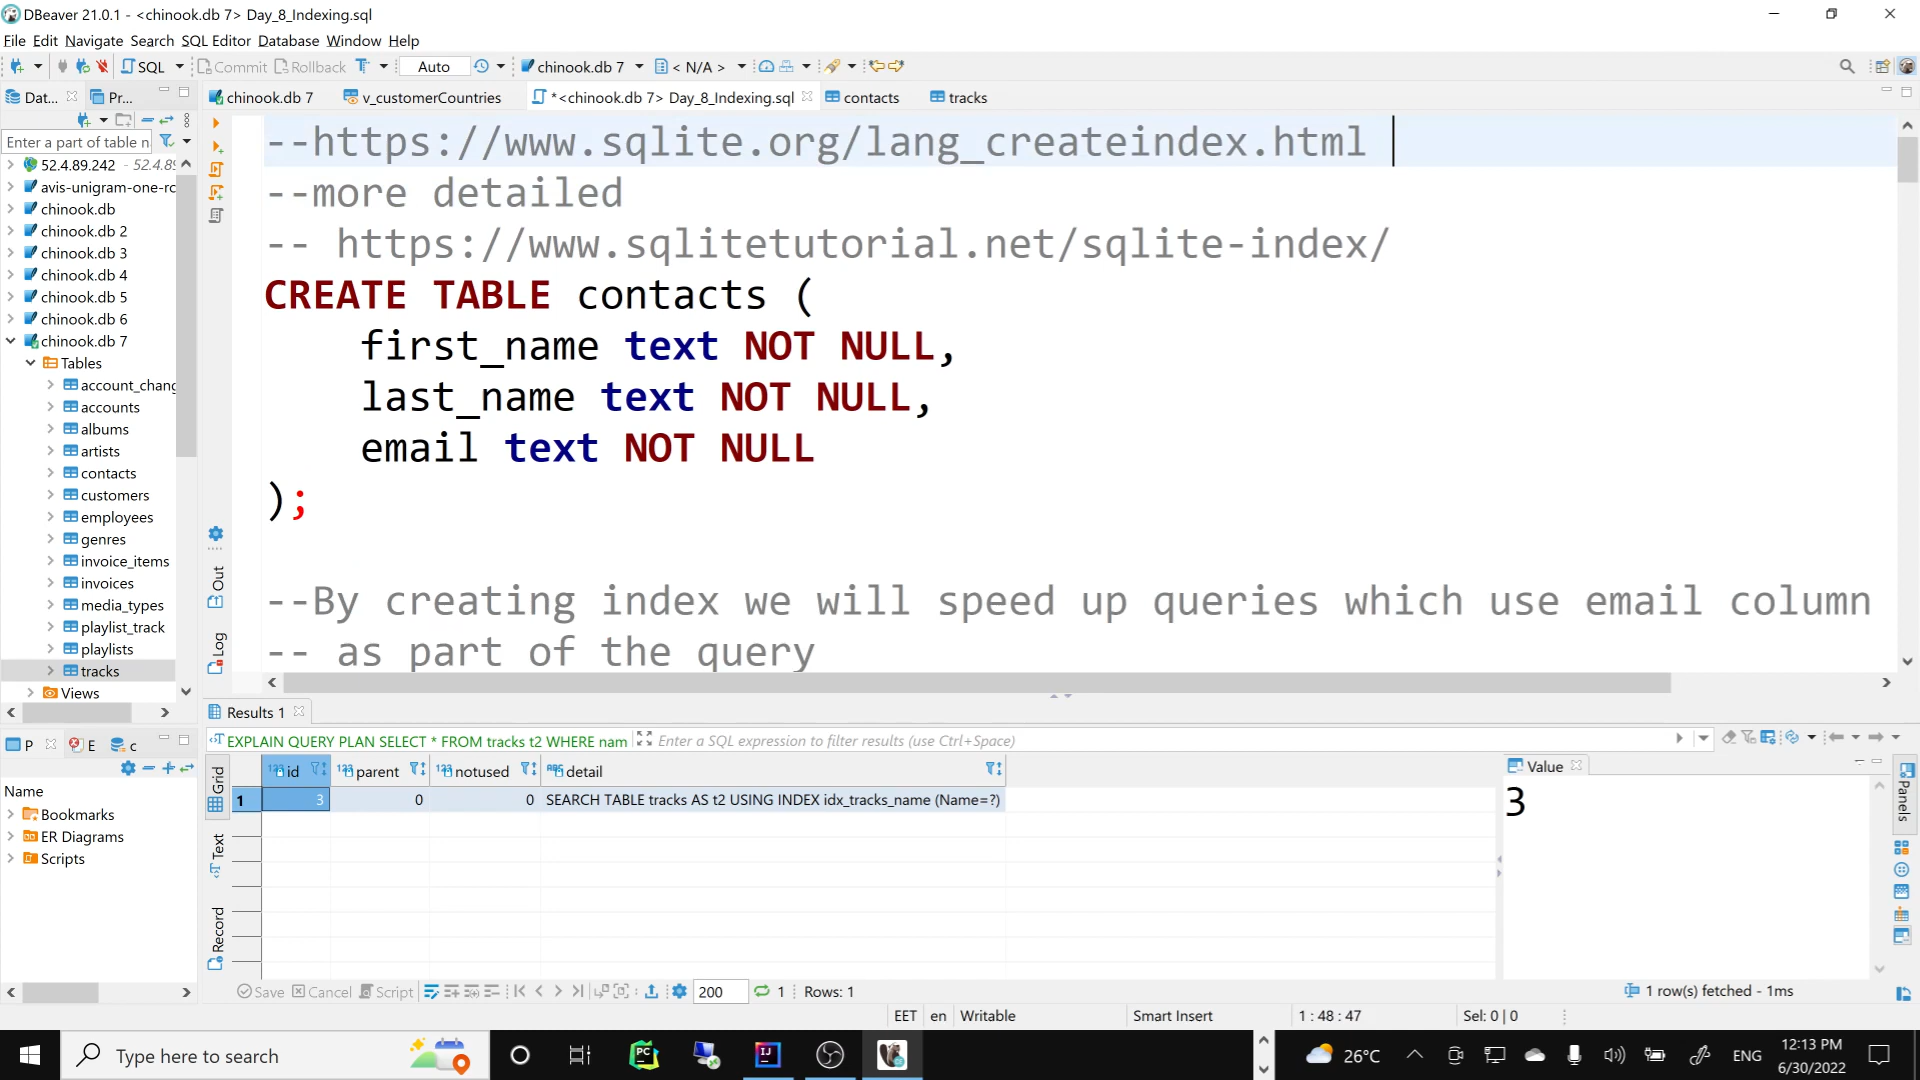 DBeaver 21.0.1 - <chinook.db 7> Day_8_Indexing.sql
File Edit Navigate Search SQL Editor Database Window Help
SQL Commit Rollback Auto chinook.db 7 < N/A >
Dat... Pr... chinook.db 7 v_customerCountries *<chinook.db 7> Day_8_Indexing.sql contacts tracks
Enter a part of table n
52.4.89.242 - 52.4.89
avis-unigram-one-rc
chinook.db
chinook.db 2
chinook.db 3
chinook.db 4
chinook.db 5
chinook.db 6
chinook.db 7
Tables
account_chang
accounts
albums
artists
contacts
customers
employees
genres
invoice_items
invoices
media_types
playlist_track
playlists
tracks
Views
--https://www.sqlite.org/lang_createindex.html
--more detailed
-- https://www.sqlitetutorial.net/sqlite-index/
CREATE TABLE contacts (
first_name text NOT NULL,
last_name text NOT NULL,
email text NOT NULL
);
--By creating index we will speed up queries which use email column
-- as part of the query
Out
Log
P E c
Name
Bookmarks
ER Diagrams
Scripts
Results 1
EXPLAIN QUERY PLAN SELECT * FROM tracks t2 WHERE nam Enter a SQL expression to filter results (use Ctrl+Space)
Grid
Text
Record
123 id 123 parent 123 notused ABC detail
1 3 0 0 SEARCH TABLE tracks AS t2 USING INDEX idx_tracks_name (Name=?)
Value
3
Panels
Save Cancel Script 200 1 Rows: 1 1 row(s) fetched - 1ms
EET en Writable Smart Insert 1 : 48 : 47 Sel: 0 | 0
Type here to search PC IJ 26°C ENG 12:13 PM
6/30/2022